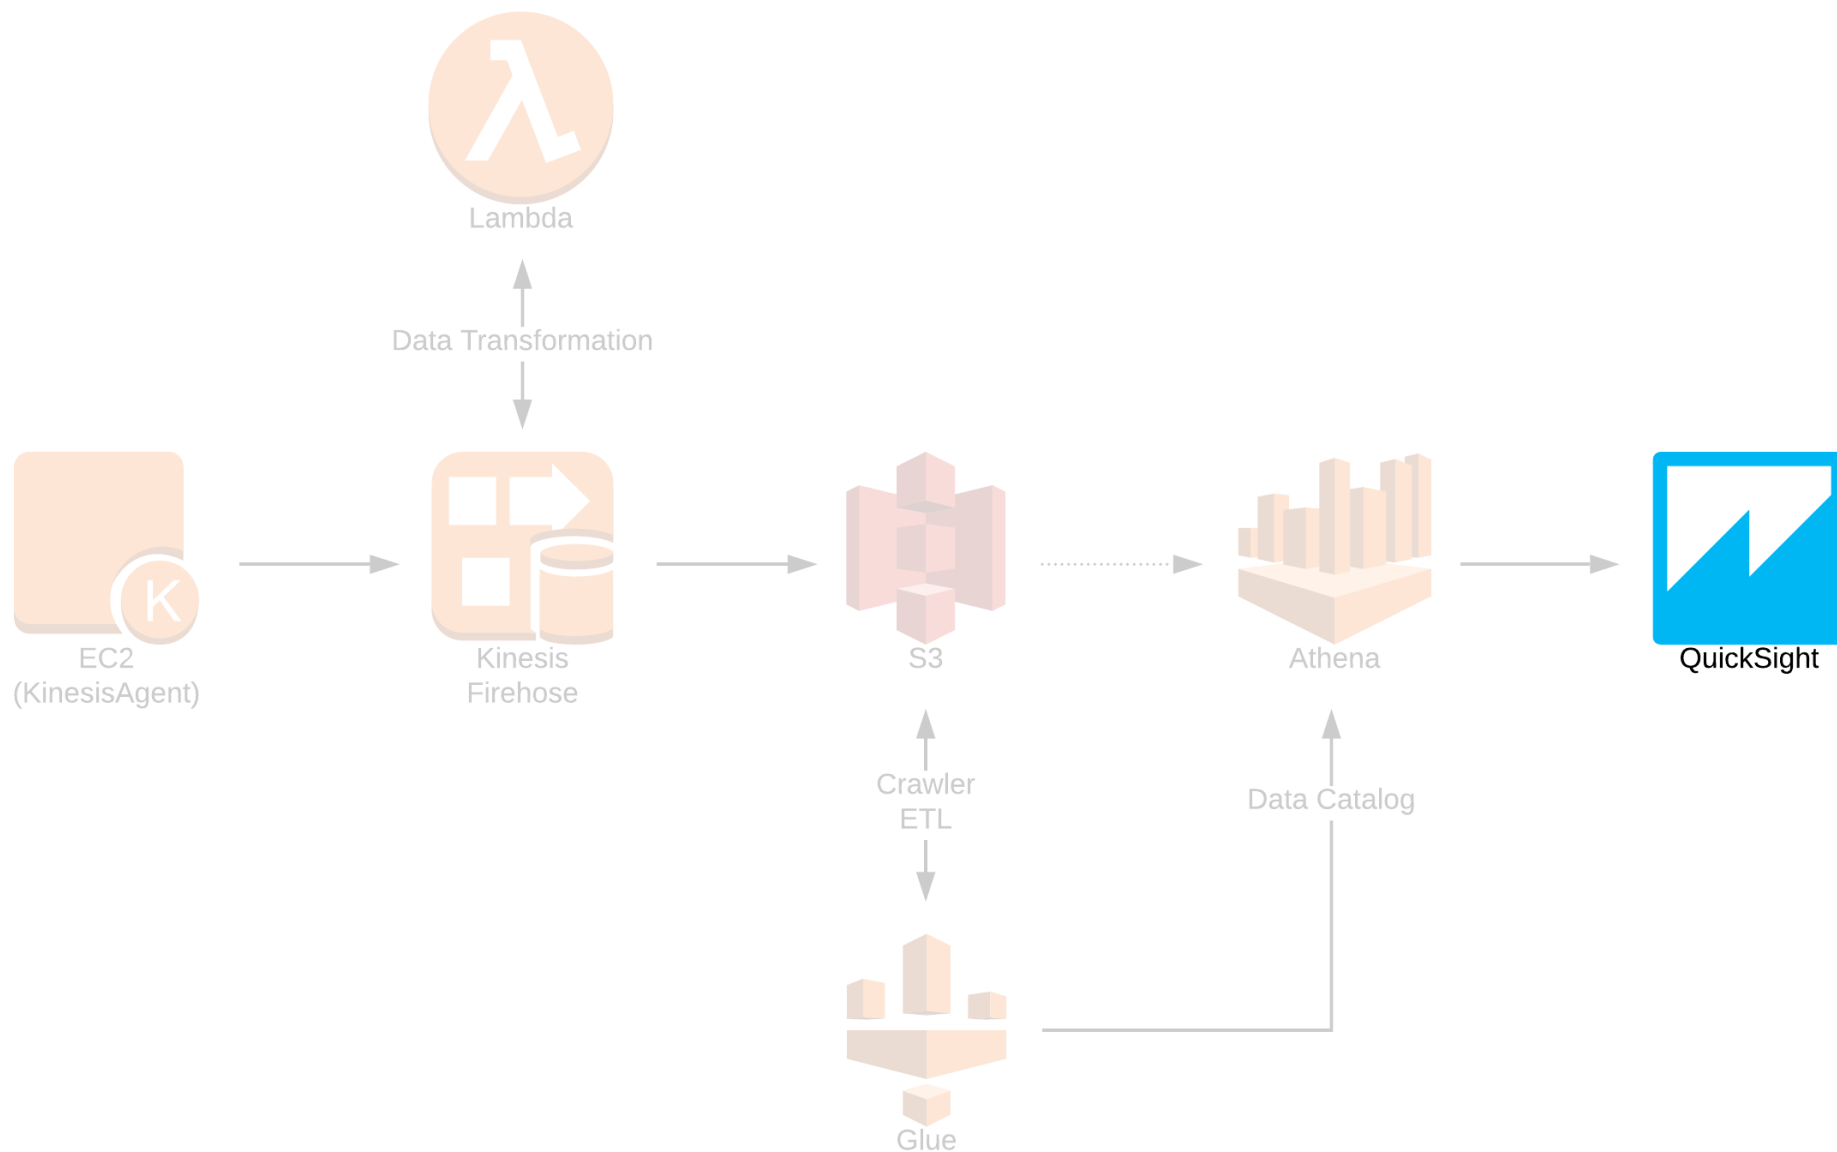 Lambda
Data Transformation
K
EC2
(KinesisAgent)
Kinesis
Firehose
S3
Athena
QuickSight
Crawler
ETL
Data Catalog
Glue